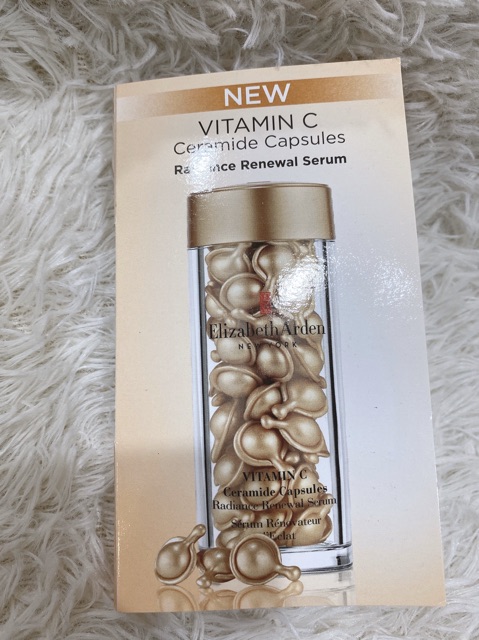 NEW
VITAMIN C
Ceramide Capsules
Radiance Renewal Serum
Elizabeth Arden
NEW YORK
VITAMIN C
Ceramide Capsules
Radiance Renewal Serum
Sérum Rénovateur
d'Éclat